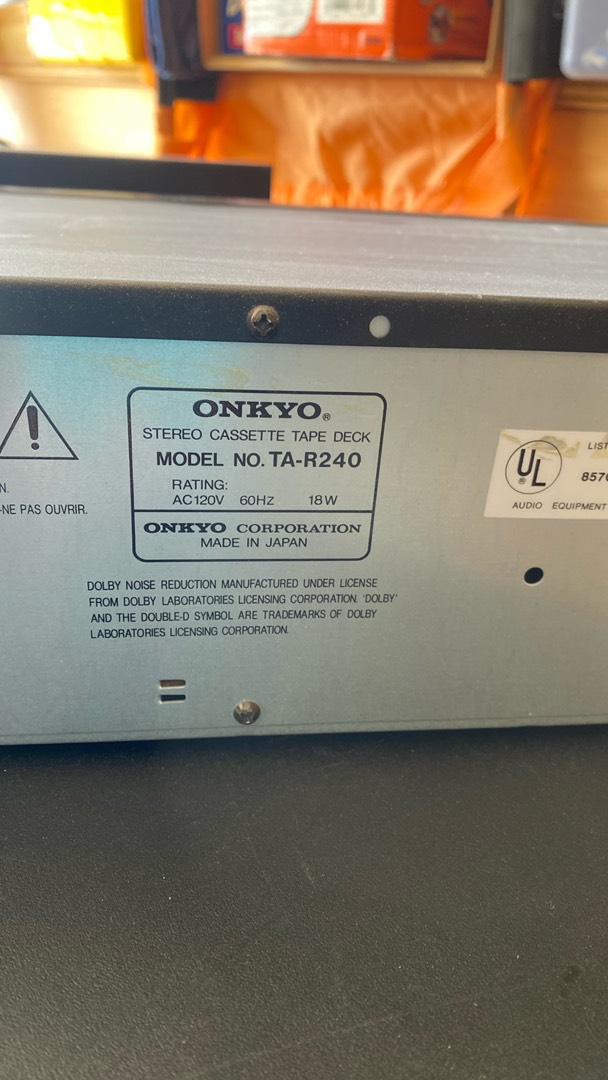 ONKYO®
STEREO CASSETTE TAPE DECK
MODEL NO. TA-R240
RATING:
AC120V 60HZ 18W
ONKYO CORPORATION
MADE IN JAPAN
N.
-NE PAS OUVRIR.
DOLBY NOISE REDUCTION MANUFACTURED UNDER LICENSE
FROM DOLBY LABORATORIES LICENSING CORPORATION. 'DOLBY'
AND THE DOUBLE-D SYMBOL ARE TRADEMARKS OF DOLBY
LABORATORIES LICENSING CORPORATION.
UL®
LIST
857
AUDIO EQUIPMENT